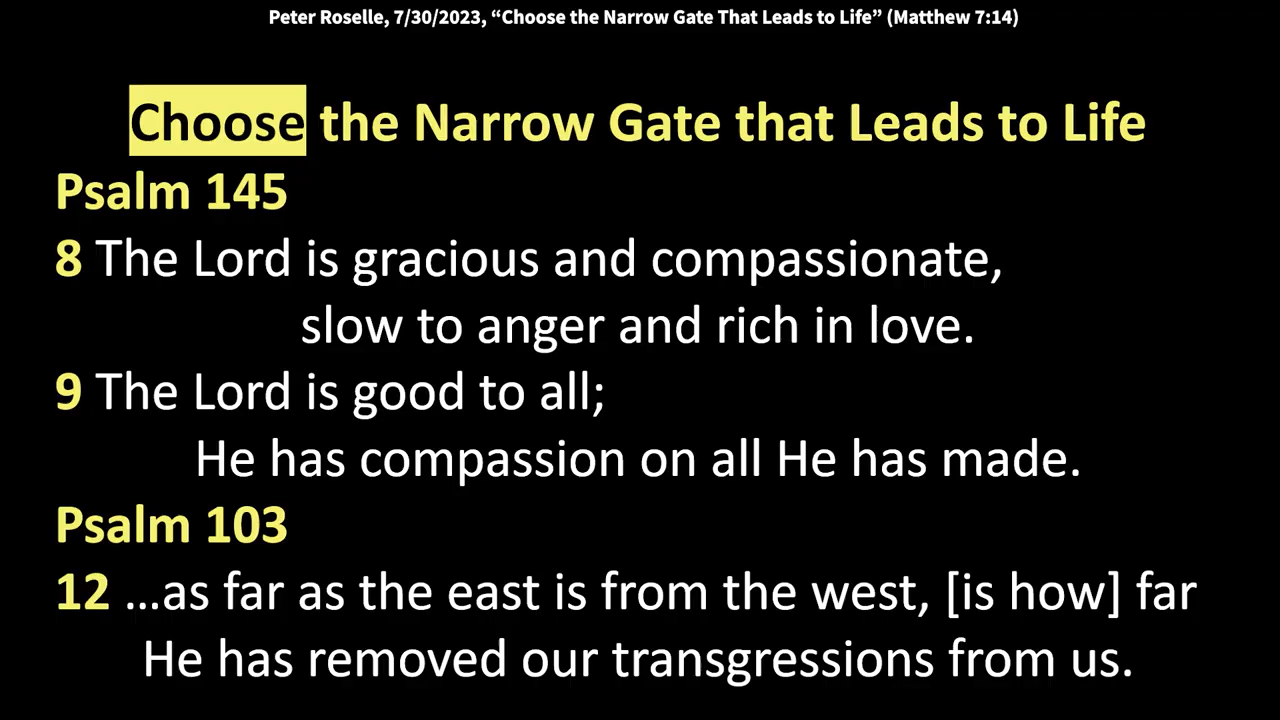 Peter Roselle, 7/30/2023, “Choose the Narrow Gate That Leads to Life” (Matthew 7:14)
Choose the Narrow Gate that Leads to Life
Psalm 145
8 The Lord is gracious and compassionate,
slow to anger and rich in love.
9 The Lord is good to all;
He has compassion on all He has made.
Psalm 103
12 …as far as the east is from the west, [is how] far
He has removed our transgressions from us.